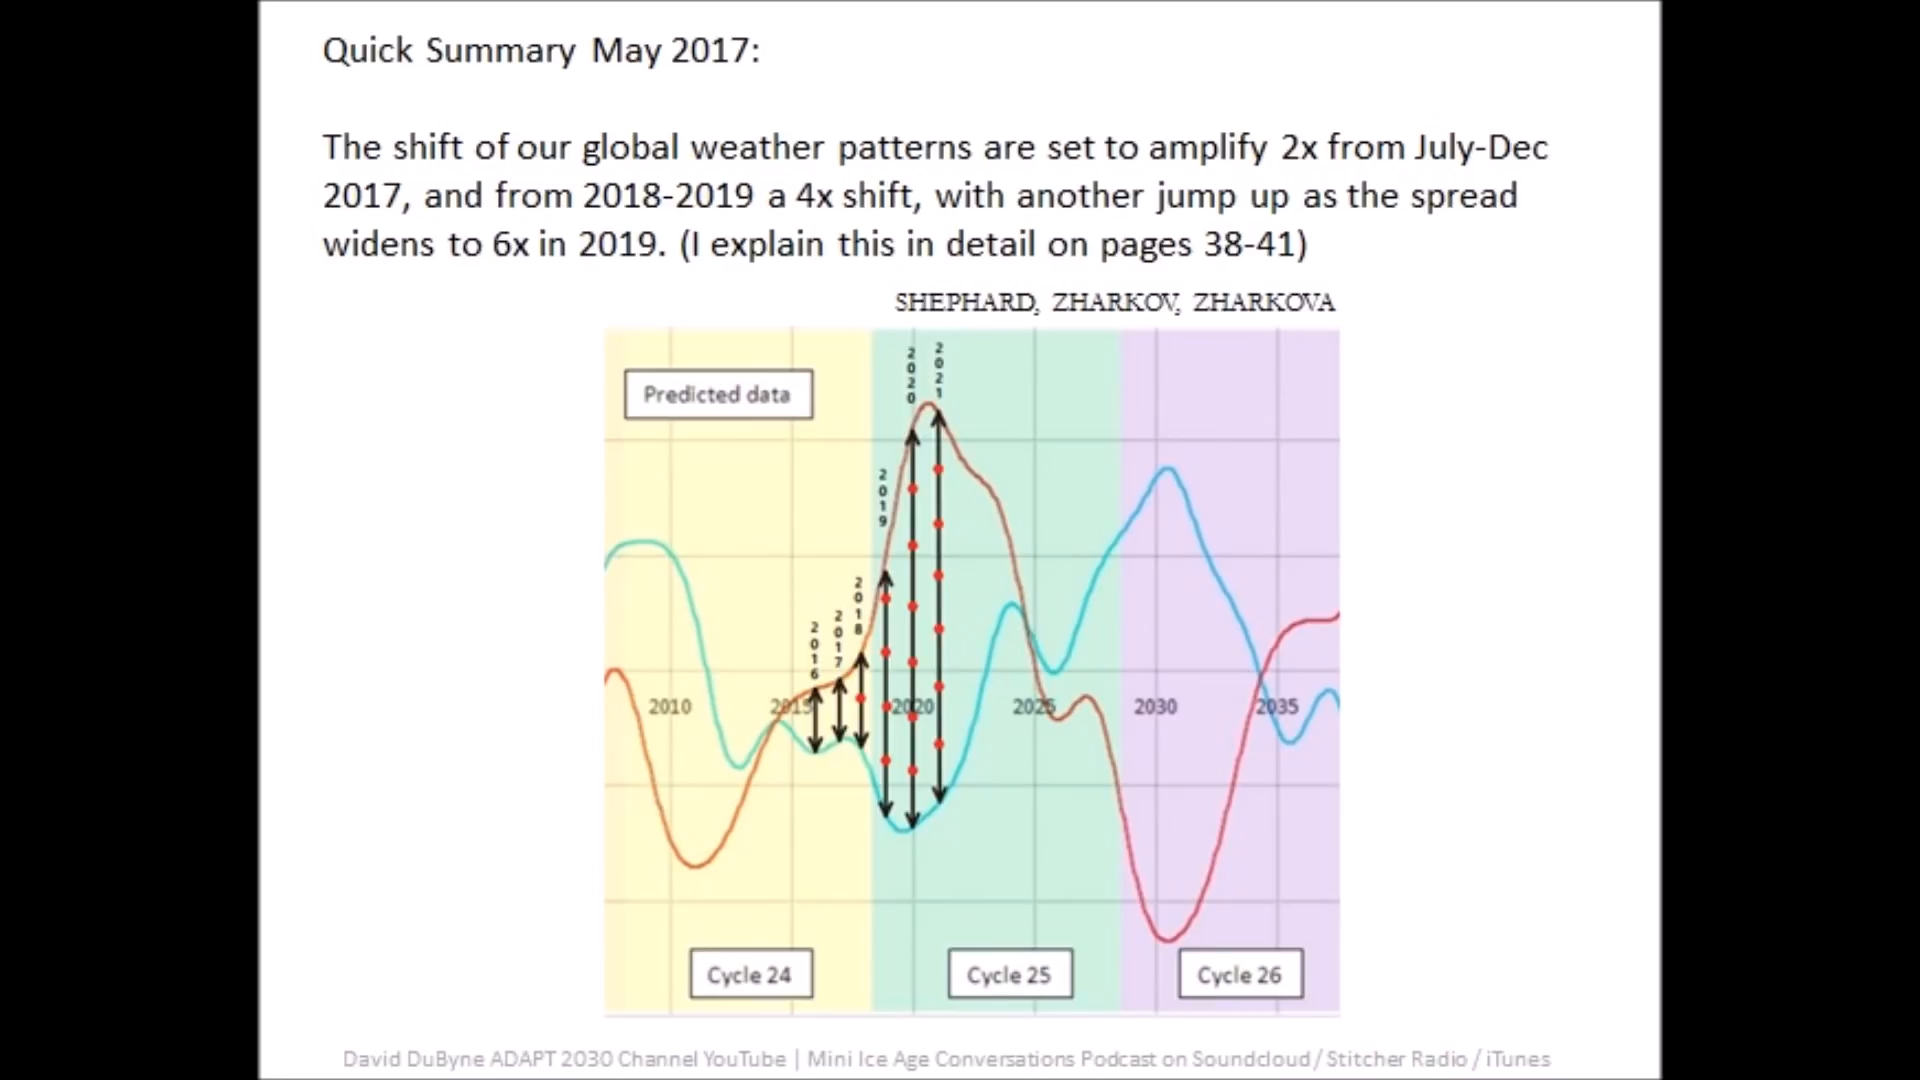 Quick Summary May 2017:
The shift of our global weather patterns are set to amplify 2x from July-Dec
2017, and from 2018-2019 a 4x shift, with another jump up as the spread
widens to 6x in 2019. (I explain this in detail on pages 38-41)
SHEPHARD, ZHARKOV, ZHARKOVA
Predicted data
2016
2017
2018
2019
2020
2021
2010
2015
2020
2025
2030
2035
Cycle 24
Cycle 25
Cycle 26
David DuByne ADAPT 2030 Channel YouTube | Mini Ice Age Conversations Podcast on Soundcloud / Stitcher Radio / iTunes